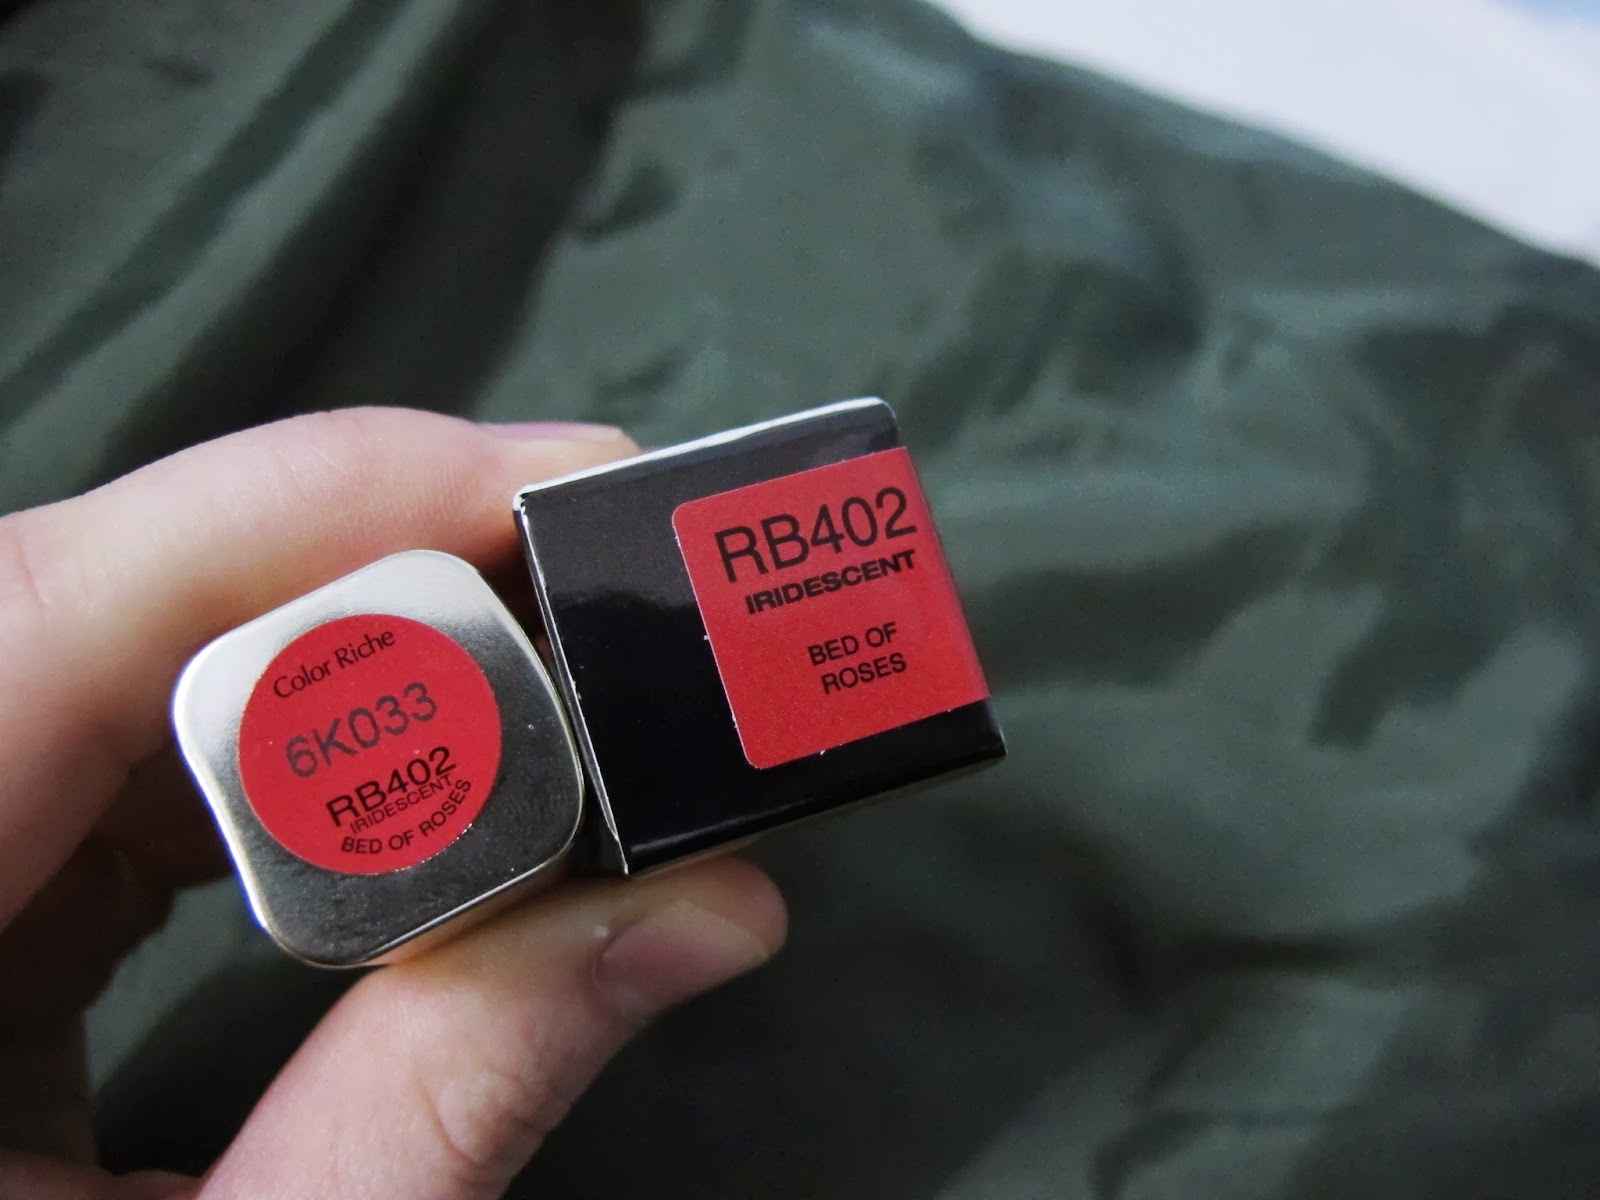 Color Riche
6K033
RB402
IRIDESCENT
BED OF ROSES
RB402
IRIDESCENT
BED OF
ROSES